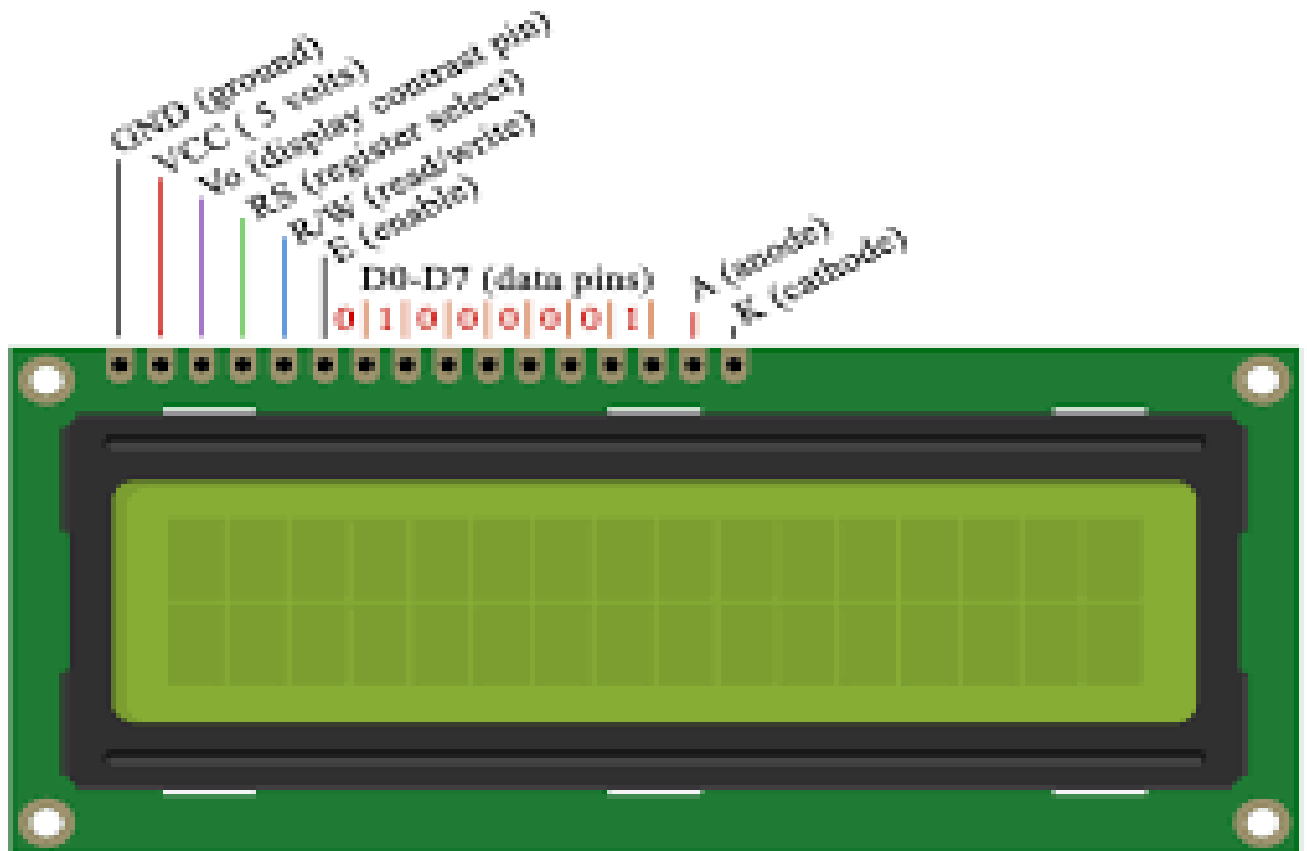 GND (ground)
VCC ( 5 volts)
Vo (display contrast pin)
RS (register select)
R/W (read/write)
E (enable)
D0-D7 (data pins)
0 1 0 0 0 0 0 1
A (anode)
K (cathode)